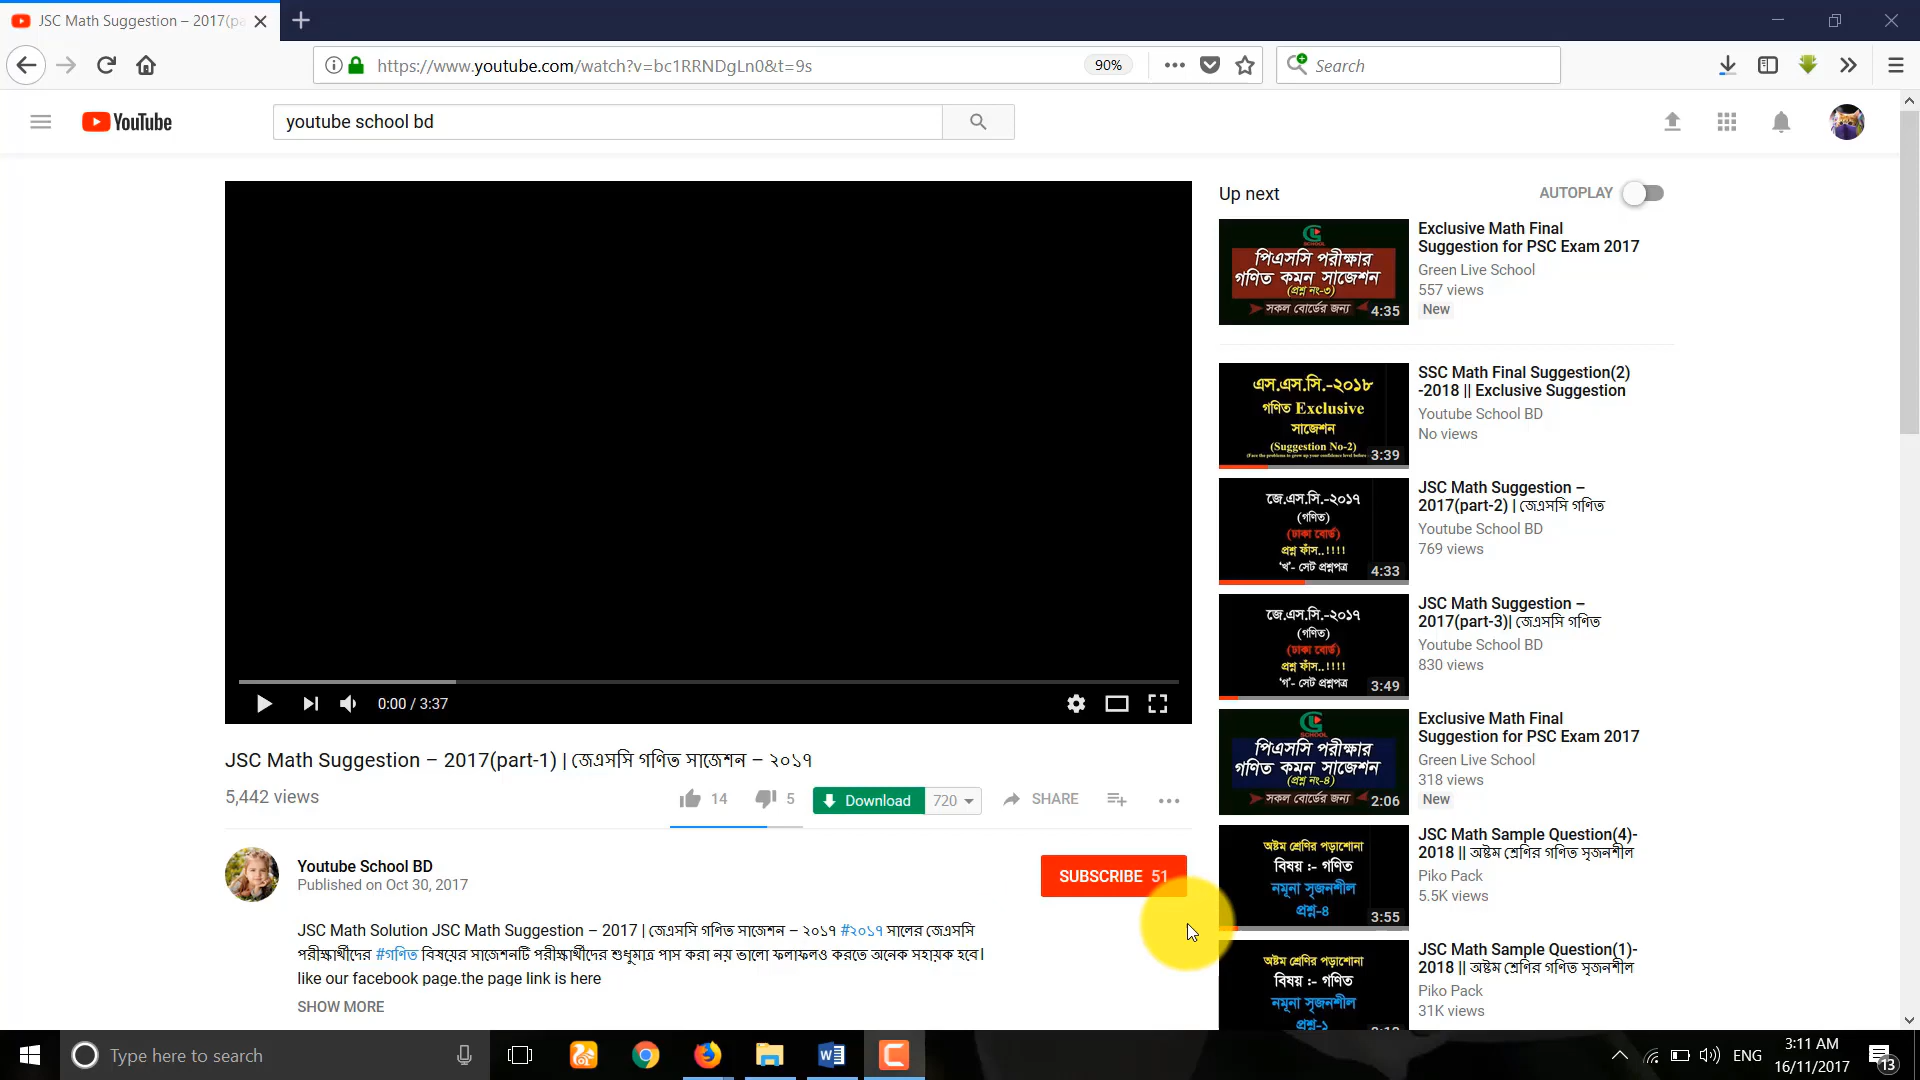 JSC Math Suggestion – 2017(pa
https://www.youtube.com/watch?v=bc1RRNDgLn0&t=9s
90%
Search
YouTube
youtube school bd
Up next
AUTOPLAY
পিএসসি পরীক্ষার
গণিত কমন সাজেশন
(প্রশ্ন নং-৩)
সকল বোর্ডের জন্য
4:35
Exclusive Math Final
Suggestion for PSC Exam 2017
Green Live School
557 views
New
এস.এস.সি.-২০১৮
গণিত Exclusive
সাজেশন
(Suggestion No-2)
3:39
SSC Math Final Suggestion(2)
-2018 || Exclusive Suggestion
Youtube School BD
No views
জে.এস.সি.-২০১৭
(গণিত)
(ঢাকা বোর্ড)
প্রশ্ন ফাঁস..!!!!
‘খ’- সেট প্রশ্নপত্র
4:33
JSC Math Suggestion –
2017(part-2) | জেএসসি গণিত
Youtube School BD
769 views
জে.এস.সি.-২০১৭
(গণিত)
(ঢাকা বোর্ড)
প্রশ্ন ফাঁস..!!!!
‘গ’- সেট প্রশ্নপত্র
3:49
JSC Math Suggestion –
2017(part-3)| জেএসসি গণিত
Youtube School BD
830 views
SCHOOL
পিএসসি পরীক্ষার
গণিত কমন সাজেশন
(প্রশ্ন নং-৪)
সকল বোর্ডের জন্য
2:06
Exclusive Math Final
Suggestion for PSC Exam 2017
Green Live School
318 views
New
অষ্টম শ্রেণির পড়াশোনা
বিষয় :- গণিত
নমূনা সৃজনশীল
প্রশ্ন-৪
3:55
JSC Math Sample Question(4)-
2018 || অষ্টম শ্রেণির গণিত সৃজনশীল
Piko Pack
5.5K views
অষ্টম শ্রেণির পড়াশোনা
বিষয় :- গণিত
নমূনা সৃজনশীল
প্রশ্ন-১
JSC Math Sample Question(1)-
2018 || অষ্টম শ্রেণির গণিত সৃজনশীল
Piko Pack
31K views
0:00 / 3:37
JSC Math Suggestion – 2017(part-1) | জেএসসি গণিত সাজেশন – ২০১৭
5,442 views
14
5
Download
720
SHARE
Youtube School BD
Published on Oct 30, 2017
SUBSCRIBE 51
JSC Math Solution JSC Math Suggestion – 2017 | জেএসসি গণিত সাজেশন – ২০১৭ #২০১৭ সালের জেএসসি
পরীক্ষার্থীদের #গণিত বিষয়ের সাজেশনটি পরীক্ষার্থীদের শুধুমাত্র পাস করা নয় ভালো ফলাফলও করতে অনেক সহায়ক হবে।
like our facebook page.the page link is here
SHOW MORE
Type here to search
ENG
3:11 AM
16/11/2017
13